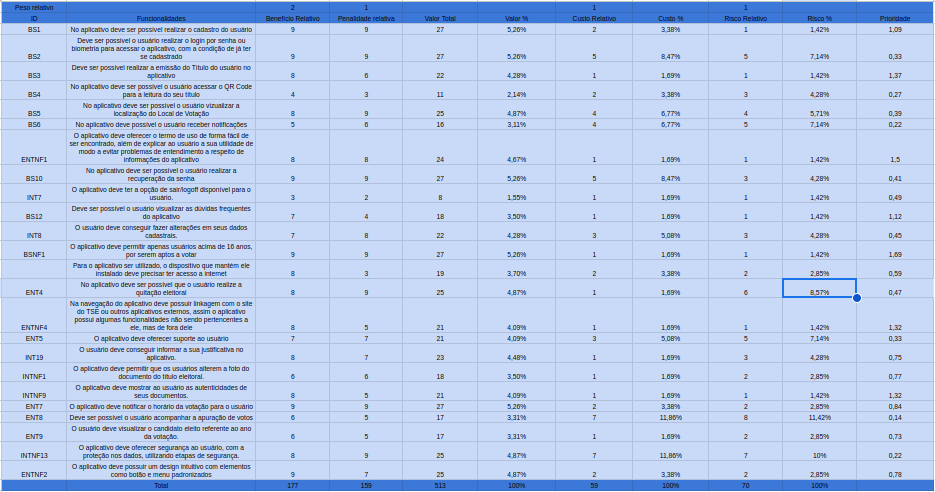 Peso relativo 2 1 1 1
ID Funcionalidades Benefício Relativo Penalidade relativa Valor Total Valor % Custo Relativo Custo % Risco Relativo Risco % Prioridade
BS1 No aplicativo deve ser possível realizar o cadastro do usuário 9 9 27 5,26% 2 3,38% 1 1,42% 1,09
Deve ser possível o usuário realizar o login por senha ou
biometria para acessar o aplicativo, com a condição de já ter
se cadastrado
BS2 9 9 27 5,26% 5 8,47% 5 7,14% 0,33
Deve ser possível realizar a emissão do Título do usuário no
aplicativo
BS3 8 6 22 4,28% 1 1,69% 1 1,42% 1,37
No aplicativo deve ser possível o usuário acessar o QR Code
para a leitura do seu título
BS4 4 3 11 2,14% 2 3,38% 3 4,28% 0,27
No aplicativo deve ser possível o usuário vizualizar a
localização do Local de Votação
BS5 8 9 25 4,87% 4 6,77% 4 5,71% 0,39
BS6 No aplicativo deve possível o usuário receber notificações 5 6 16 3,11% 4 6,77% 5 7,14% 0,22
O aplicativo deve oferecer o termo de uso de forma fácil de
ser encontrado, além de explicar ao usuário a sua utilidade de
modo a evitar problemas de entendimento a respeito de
informações do aplicativo
ENTNF1 8 8 24 4,67% 1 1,69% 1 1,42% 1,5
No aplicativo deve ser possível o usuário realizar a
recuperação da senha
BS10 9 9 27 5,26% 5 8,47% 3 4,28% 0,41
O aplicativo deve ter a opção de sair/logoff disponível para o
usuário.
INT7 3 2 8 1,55% 1 1,69% 1 1,42% 0,49
Deve ser possível o usuário visualizar as dúvidas frequentes
do aplicativo
BS12 7 4 18 3,50% 1 1,69% 1 1,42% 1,12
O usuário deve conseguir fazer alterações em seus dados
cadastrais.
INT8 7 8 22 4,28% 3 5,08% 3 4,28% 0,45
O aplicativo deve permitir apenas usuários acima de 16 anos,
por serem aptos a votar
BSNF1 9 9 27 5,26% 1 1,69% 1 1,42% 1,69
Para o aplicativo ser utilizado, o dispositivo que mantém ele
instalado deve precisar ter acesso a internet
8 3 19 3,70% 2 3,38% 2 2,85% 0,59
No aplicativo deve ser possível que o usuário realize a
quitação eleitoral
ENT4 8 9 25 4,87% 1 1,69% 6 8,57% 0,47
Na navegação do aplicativo deve possuir linkagem com o site
do TSE ou outros aplicativos externos, assim o aplicativo
possui algumas funcionalidades não sendo pertencentes a
ele, mas de fora dele
ENTNF4 8 5 21 4,09% 1 1,69% 1 1,42% 1,32
ENT5 O aplicativo deve oferecer suporte ao usuário 7 7 21 4,09% 3 5,08% 5 7,14% 0,33
O usuário deve conseguir informar a sua justificativa no
aplicativo.
INT19 8 7 23 4,48% 1 1,69% 3 4,28% 0,75
O aplicativo deve permitir que os usuários alterem a foto do
documento do título eleitoral.
INTNF1 6 6 18 3,50% 1 1,69% 2 2,85% 0,77
O aplicativo deve mostrar ao usuário as autenticidades de
seus documentos.
INTNF9 8 5 21 4,09% 1 1,69% 1 1,42% 1,32
ENT7 O aplicativo deve notificar o horário da votação para o usuário 9 9 27 5,26% 2 3,38% 2 2,85% 0,84
ENT8 Deve ser possível o usuário acompanhar a apuração de votos 6 5 17 3,31% 7 11,86% 8 11,42% 0,14
O usuário deve visualizar o candidato eleito referente ao ano
da votação.
ENT9 6 5 17 3,31% 1 1,69% 2 2,85% 0,73
O aplicativo deve oferecer segurança ao usuário, com a
proteção nos dados, utilizando etapas de segurança.
INTNF13 8 9 25 4,87% 7 11,86% 7 10% 0,22
O aplicativo deve possuir um design intuitivo com elementos
como botão e menu padronizados
ENTNF2 9 7 25 4,87% 2 3,38% 2 2,85% 0,78
Total 177 159 513 100% 59 100% 70 100%